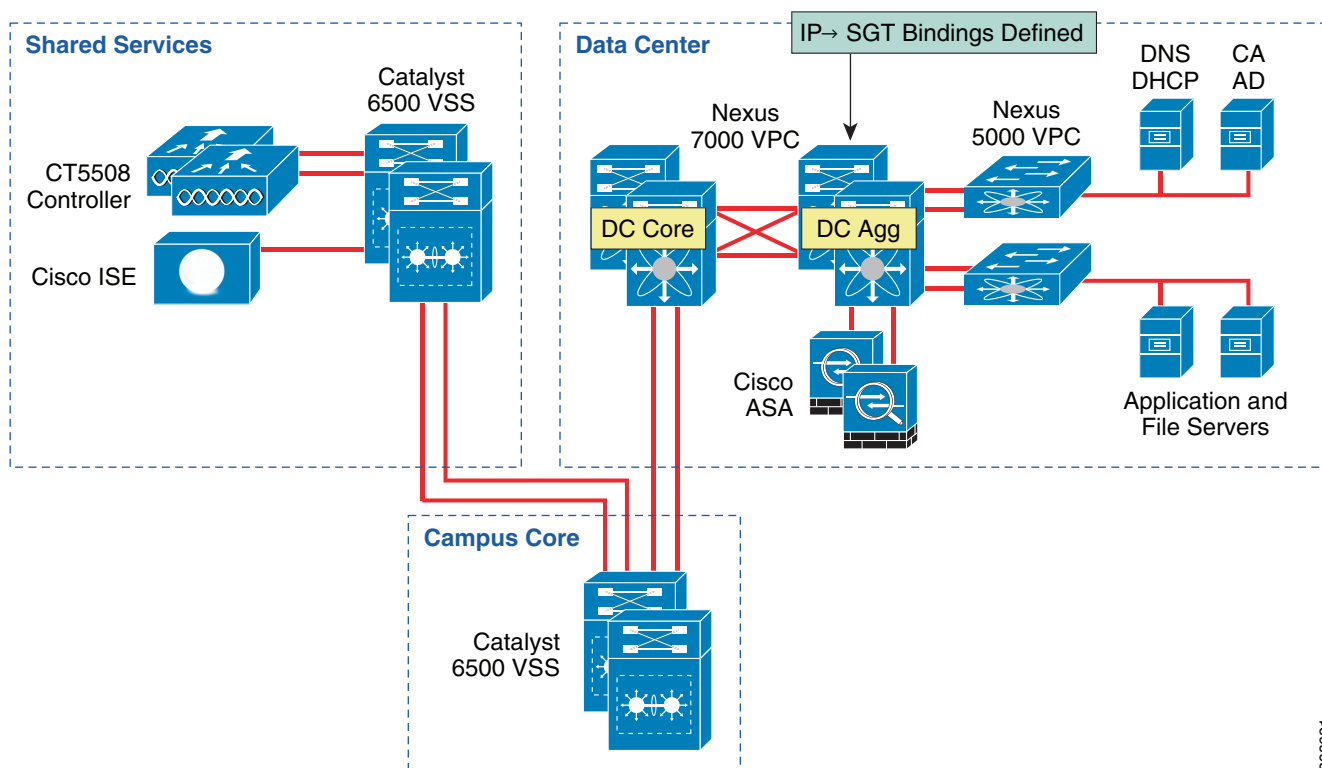 Shared Services
Catalyst
6500 VSS
CT5508
Controller
Cisco ISE
Data Center
IP→ SGT Bindings Defined
Nexus
7000 VPC
Nexus
5000 VPC
DNS
DHCP
CA
AD
DC Core
DC Agg
Cisco
ASA
Application and
File Servers
Campus Core
Catalyst
6500 VSS